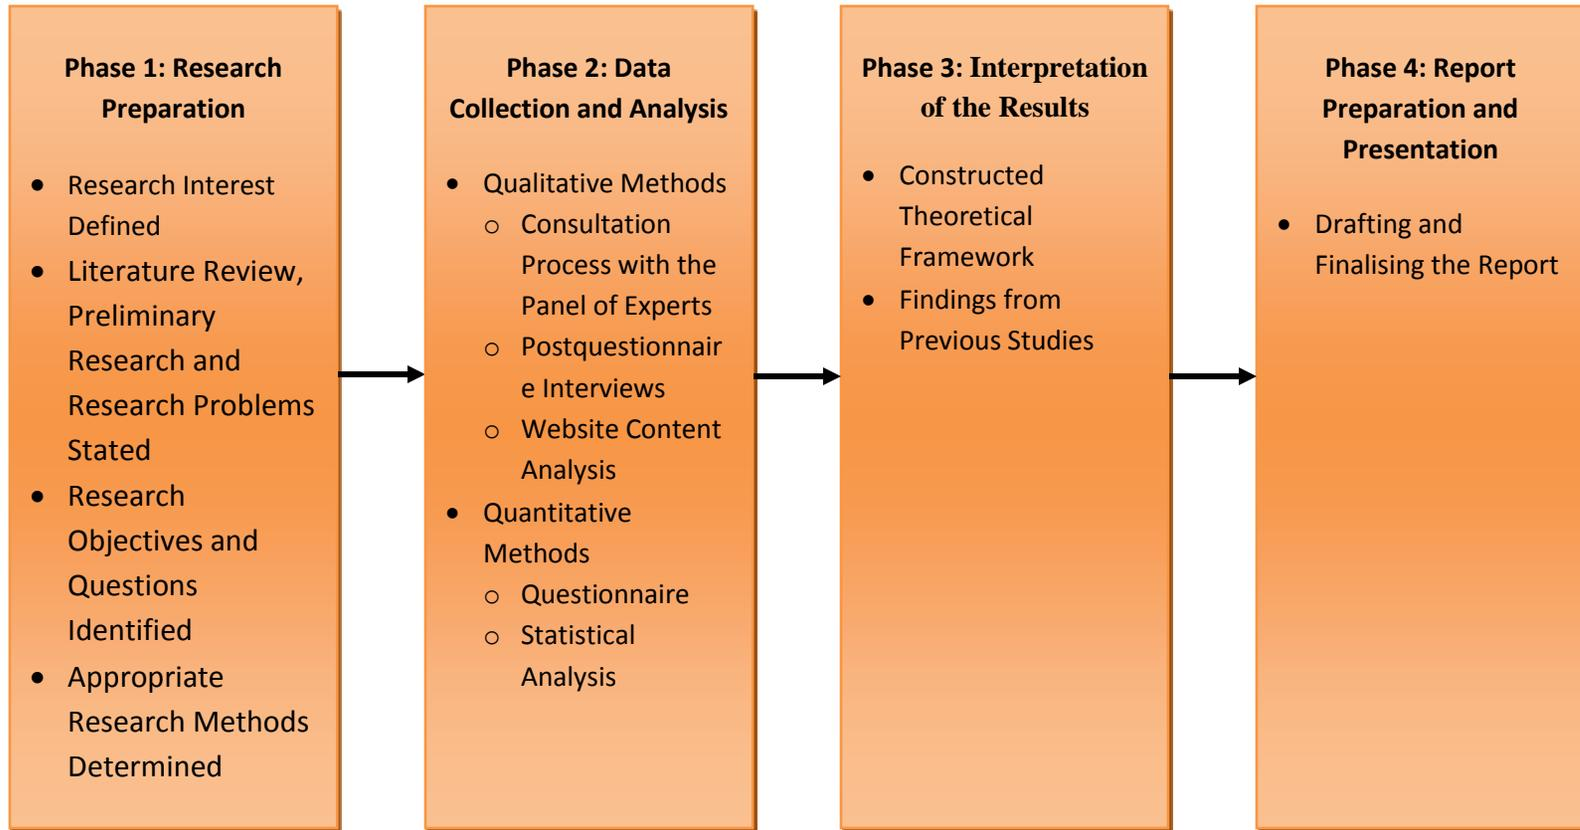 Phase 1: Research
Preparation
• Research Interest
Defined
• Literature Review,
Preliminary
Research and
Research Problems
Stated
• Research
Objectives and
Questions
Identified
• Appropriate
Research Methods
Determined
Phase 2: Data
Collection and Analysis
• Qualitative Methods
o Consultation
Process with the
Panel of Experts
o Postquestionnair
e Interviews
o Website Content
Analysis
• Quantitative
Methods
o Questionnaire
o Statistical
Analysis
Phase 3: Interpretation
of the Results
• Constructed
Theoretical
Framework
• Findings from
Previous Studies
Phase 4: Report
Preparation and
Presentation
• Drafting and
Finalising the Report